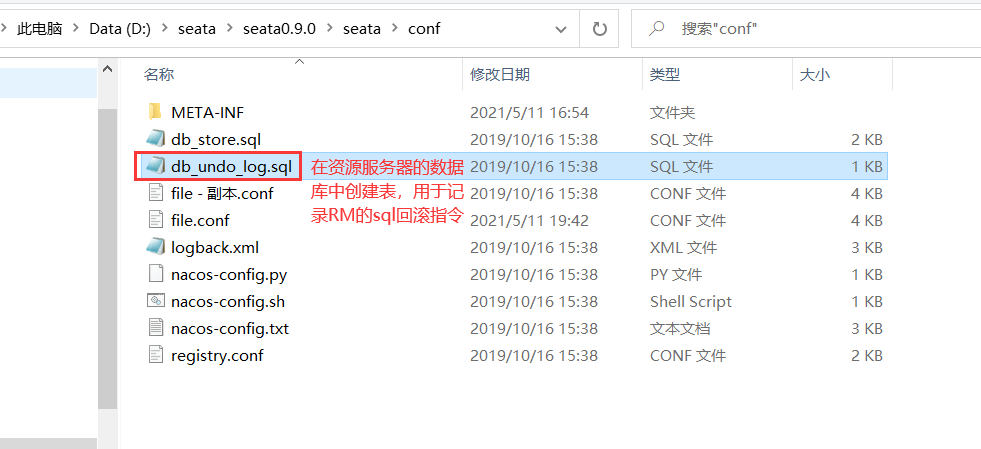 此电脑 > Data (D:) > seata > seata0.9.0 > seata > conf
搜索"conf"
名称 修改日期 类型 大小
META-INF 2021/5/11 16:54 文件夹
db_store.sql 2019/10/16 15:38 SQL 文件 2 KB
db_undo_log.sql 2019/10/16 15:38 SQL 文件 1 KB
在资源服务器的数据
库中创建表，用于记
录RM的sql回滚指令
file - 副本.conf 2019/10/16 15:38 CONF 文件 4 KB
file.conf 2021/5/11 19:42 CONF 文件 4 KB
logback.xml 2019/10/16 15:38 XML 文件 3 KB
nacos-config.py 2019/10/16 15:38 PY 文件 1 KB
nacos-config.sh 2019/10/16 15:38 Shell Script 1 KB
nacos-config.txt 2019/10/16 15:38 文本文档 3 KB
registry.conf 2019/10/16 15:38 CONF 文件 2 KB